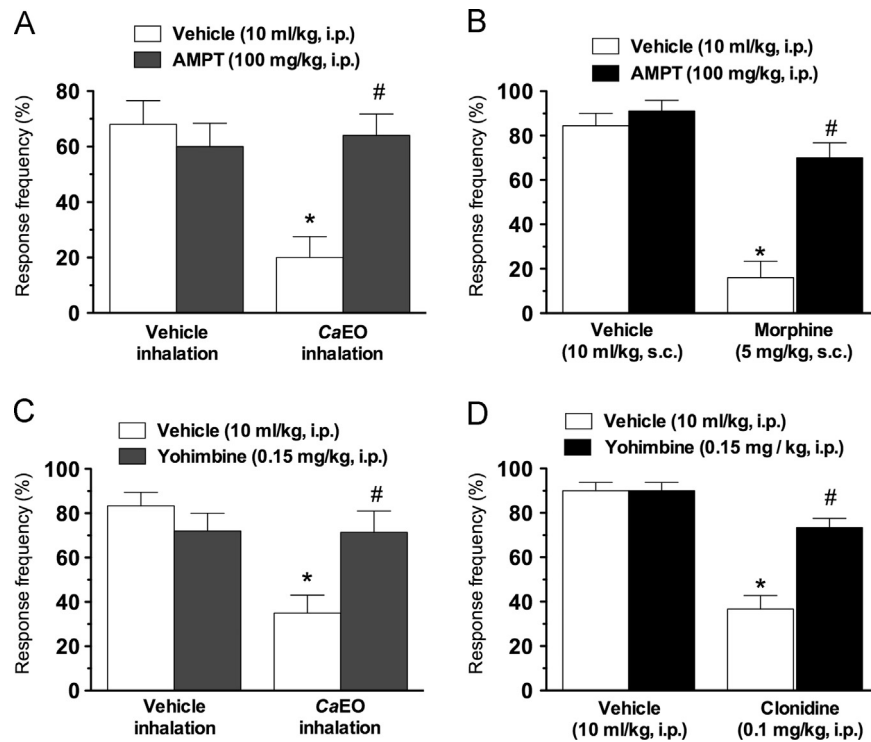 A
Vehicle (10 ml/kg, i.p.)
AMPT (100 mg/kg, i.p.)
Response frequency (%)
80
60
40
20
0
*
#
Vehicle
inhalation
CaEO
inhalation
B
Vehicle (10 ml/kg, i.p.)
AMPT (100 mg/kg, i.p.)
Response frequency (%)
100
80
60
40
20
0
*
#
Vehicle
(10 ml/kg, s.c.)
Morphine
(5 mg/kg, s.c.)
C
Vehicle (10 ml/kg, i.p.)
Yohimbine (0.15 mg/kg, i.p.)
Response frequency (%)
100
80
60
40
20
0
*
#
Vehicle
inhalation
CaEO
inhalation
D
Vehicle (10 ml/kg, i.p.)
Yohimbine (0.15 mg / kg, i.p.)
Response frequency (%)
100
80
60
40
20
0
*
#
Vehicle
(10 ml/kg, i.p.)
Clonidine
(0.1 mg/kg, i.p.)